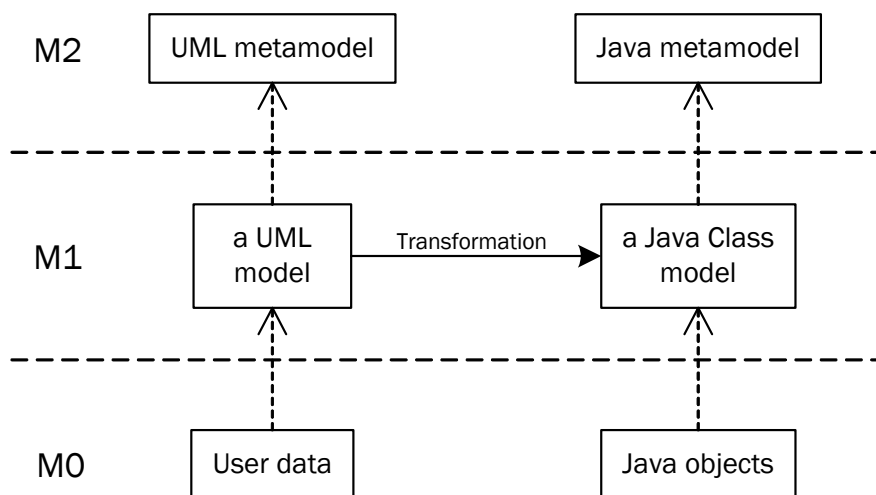 M2
UML metamodel
Java metamodel
M1
a UML
model
Transformation
a Java Class
model
M0
User data
Java objects